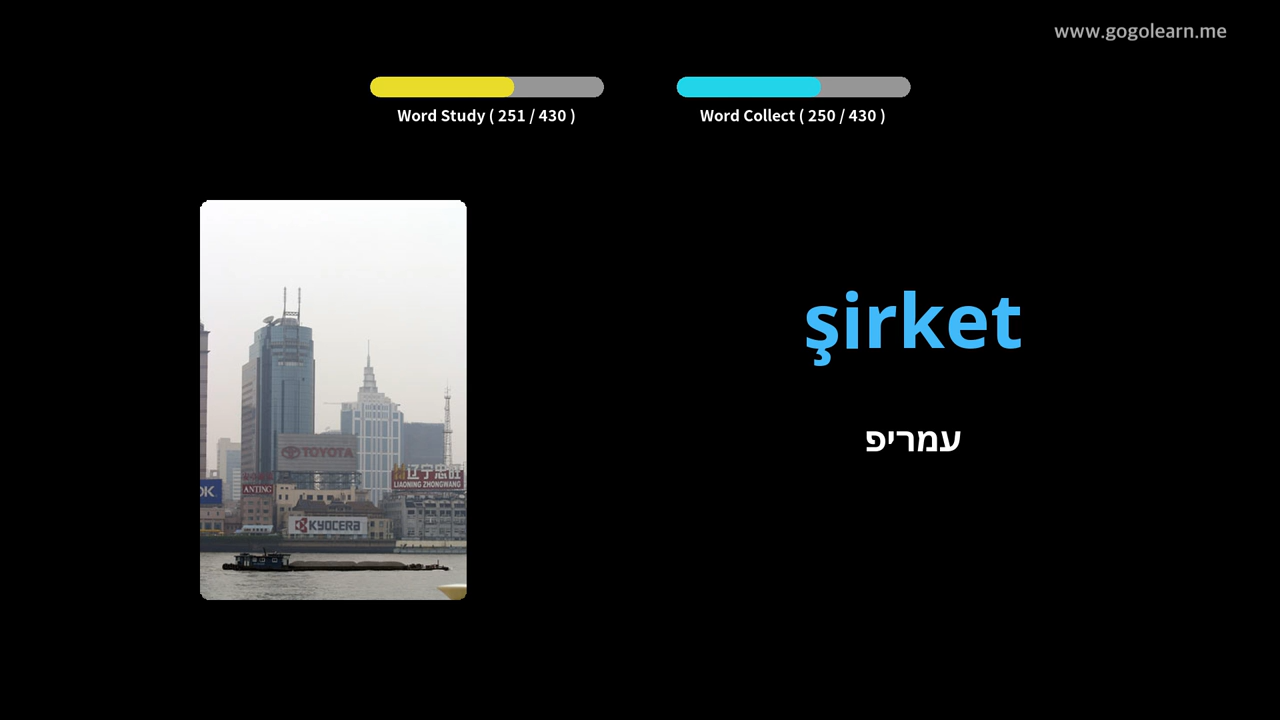 www.gogolearn.me
Word Study ( 251 / 430 )
Word Collect ( 250 / 430 )
TOYOTA
辽宁忠旺
LIAONING ZHONGWANG
ANTING
OK
KYOCERA
şirket
עמריפ